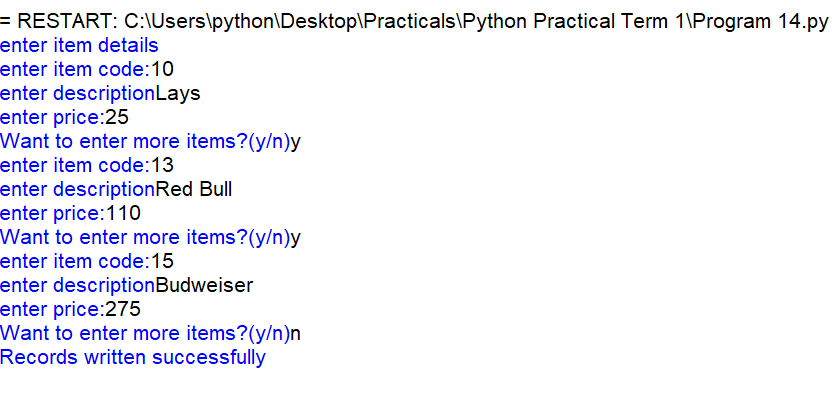 = RESTART: C:\Users\python\Desktop\Practicals\Python Practical Term 1\Program 14.py
enter item details
enter item code:10
enter descriptionLays
enter price:25
Want to enter more items?(y/n)y
enter item code:13
enter descriptionRed Bull
enter price:110
Want to enter more items?(y/n)y
enter item code:15
enter descriptionBudweiser
enter price:275
Want to enter more items?(y/n)n
Records written successfully